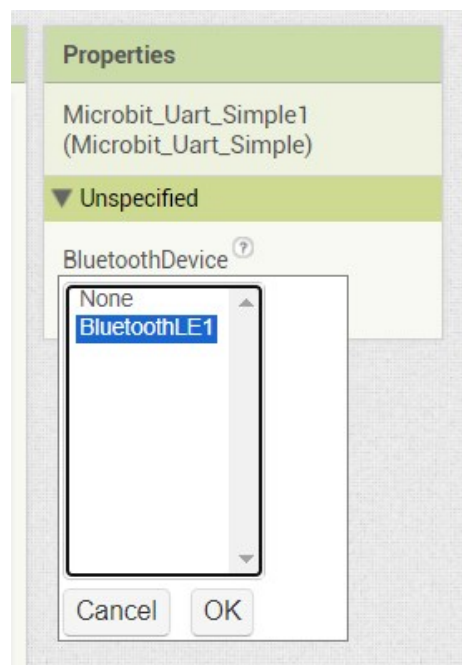 Properties
Microbit_Uart_Simple1
(Microbit_Uart_Simple)
Unspecified
BluetoothDevice ?
None
BluetoothLE1
Cancel OK